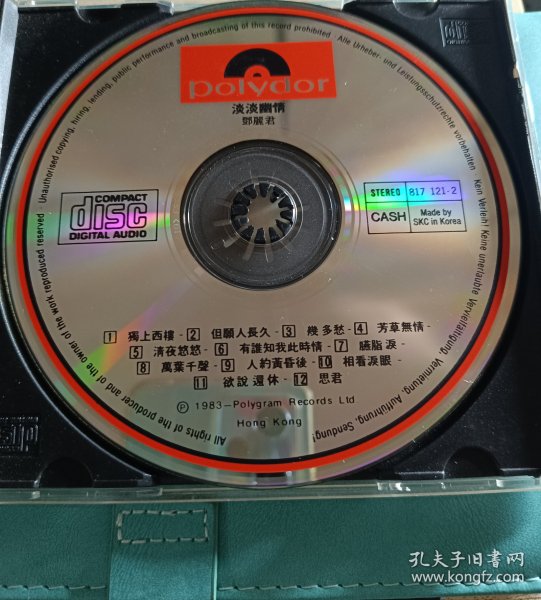 polydor
淡淡幽情
鄧麗君
COMPACT
disc
DIGITAL AUDIO
STEREO 817 121-2
CASH Made by
SKC in Korea
1 獨上西樓 - 2 但願人長久 - 3 幾多愁 - 4 芳草無情 -
5 清夜悠悠 - 6 有誰知我此時情 - 7 臙脂淚 -
8 萬葉千聲 - 9 人約黃昏後 - 10 相看淚眼 -
11 欲說還休 - 12 思君
Ⓟ 1983-Polygram Records Ltd
Hong Kong
All rights of the producer and of the owner of the work reproduced reserved Unauthorised copying, hiring, lending, public performance and broadcasting of this record prohibited · Alle Urheber- und Leistungsschutzrechte vorbehalten Kein Verleih! Keine unerlaubte Vervielfältigung, Vermietung, Aufführung, Sendung!
孔夫子旧书网
www.kongfz.com